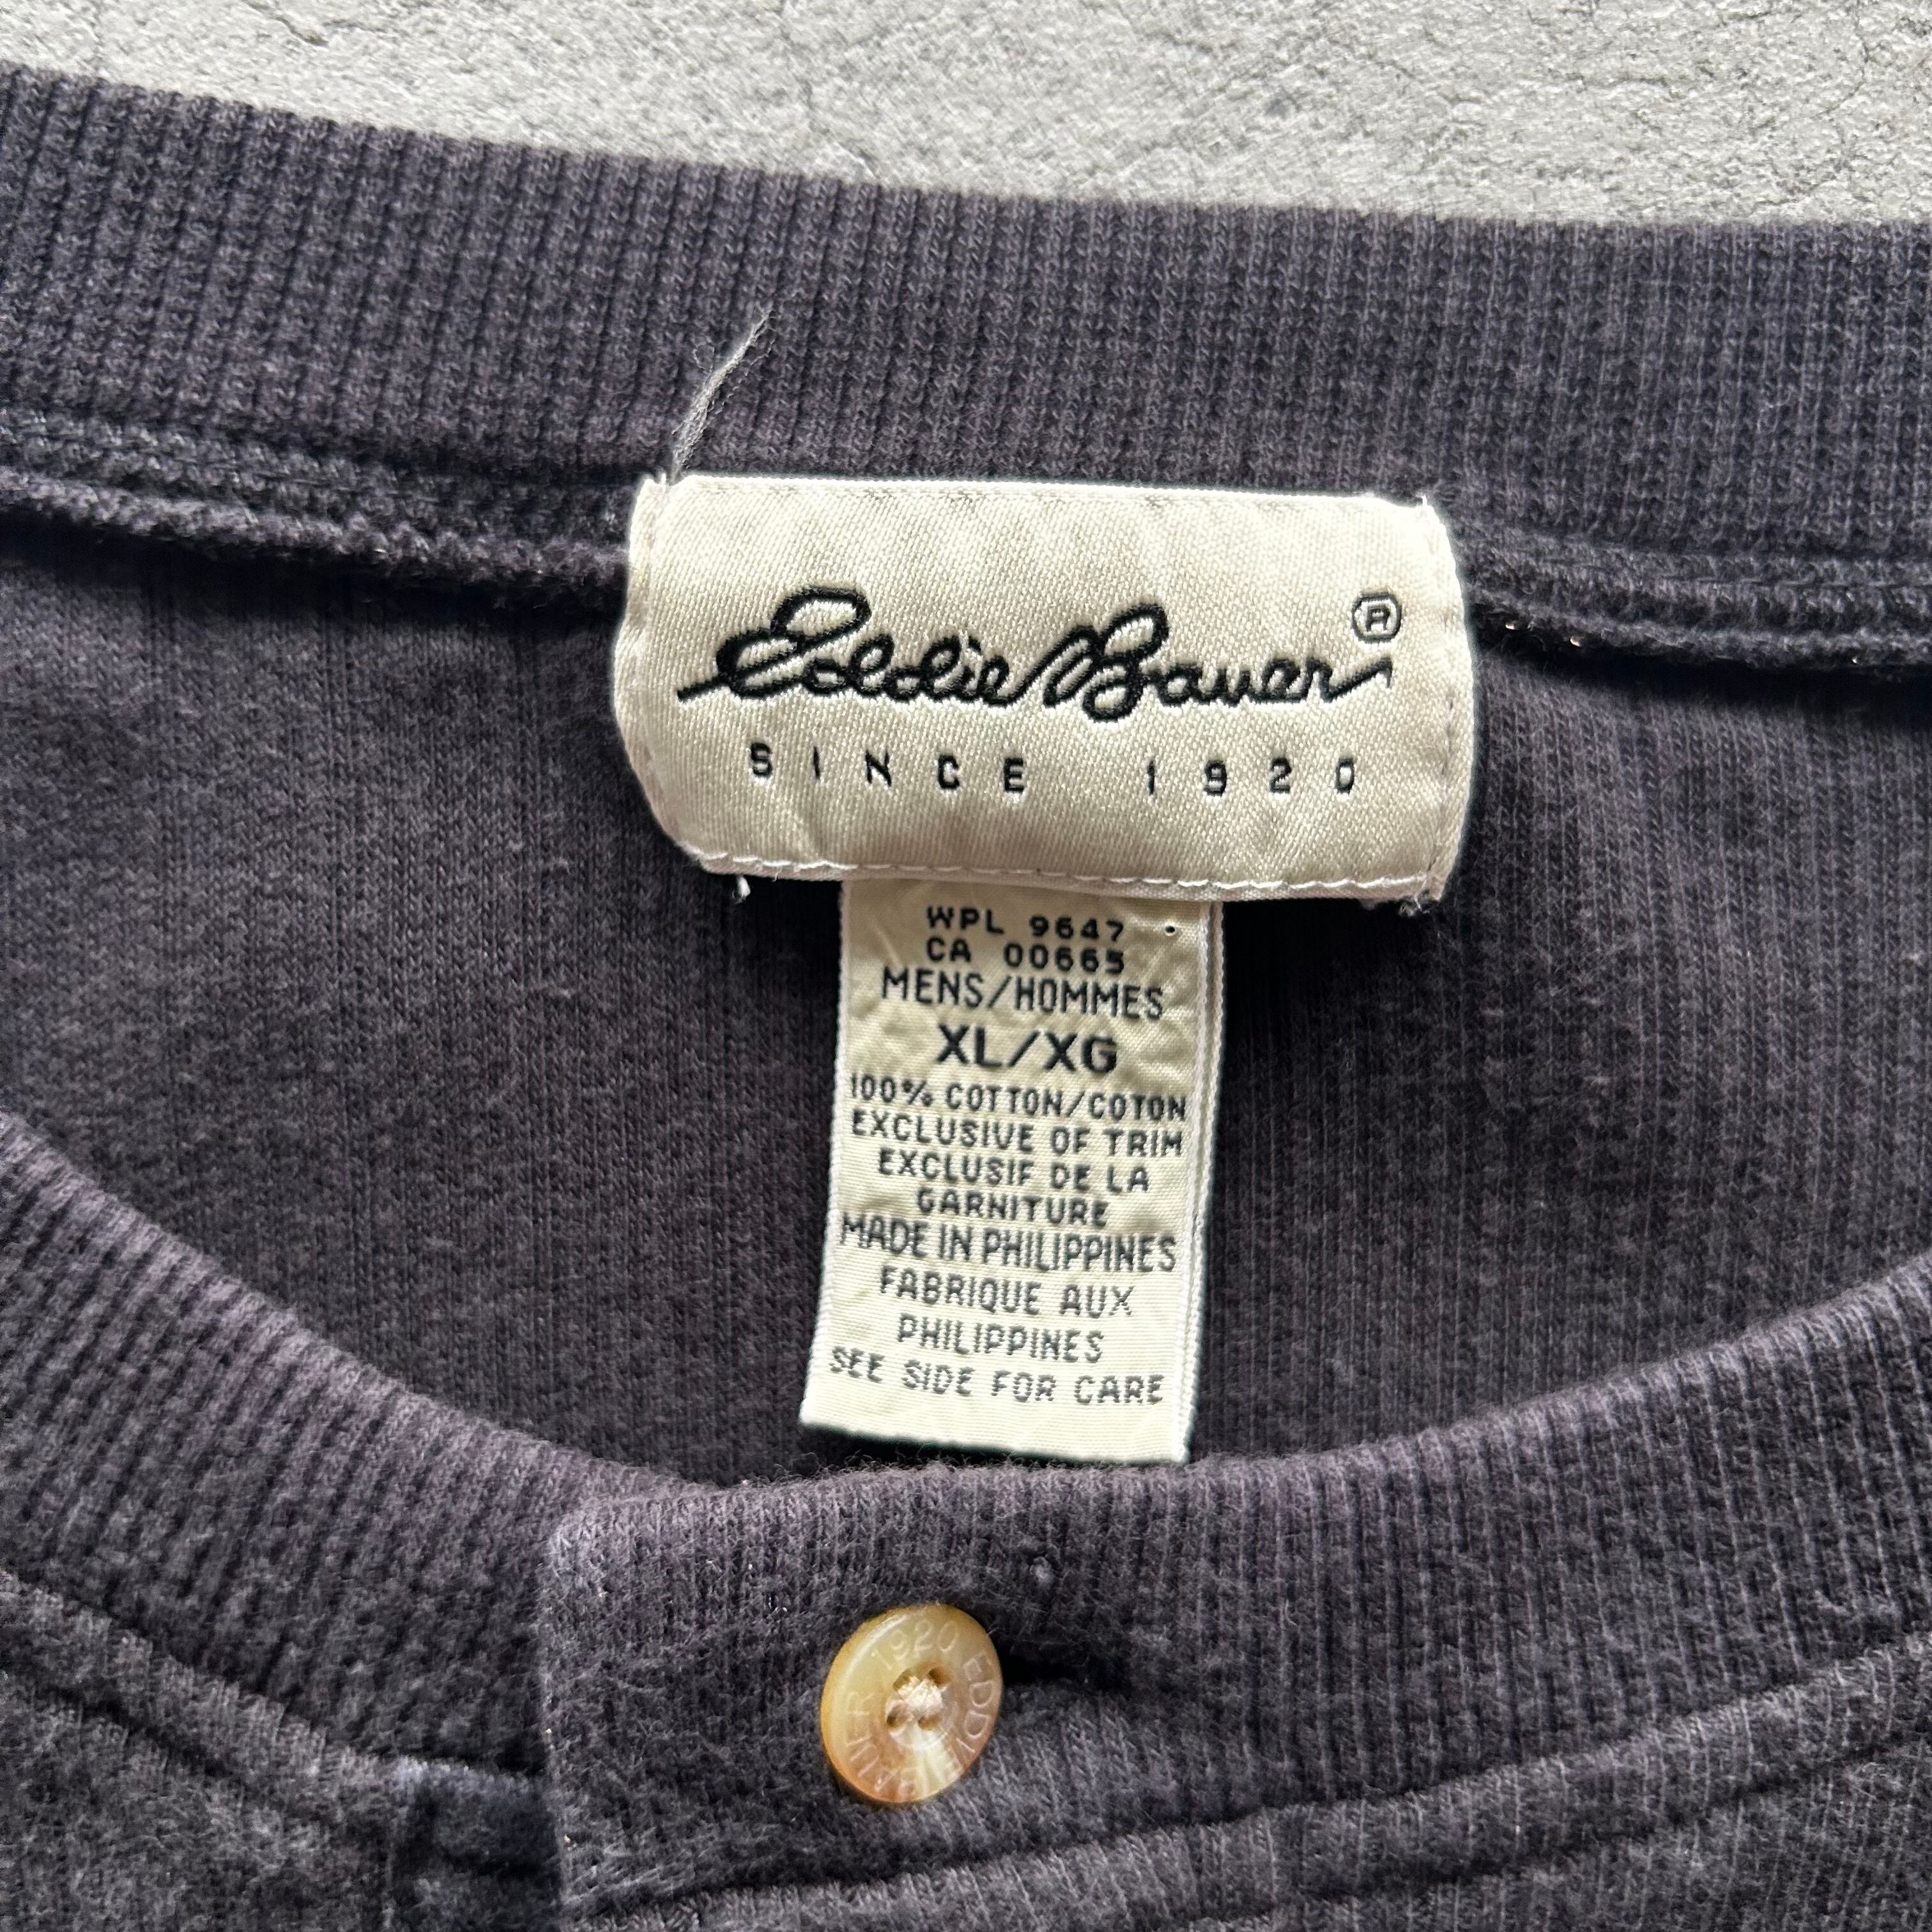 Eddie Bauer®
SINCE 1920
WPL 9647
CA 00665
MENS/HOMMES
XL/XG
100% COTTON/COTON
EXCLUSIVE OF TRIM
EXCLUSIF DE LA
GARNITURE
MADE IN PHILIPPINES
FABRIQUE AUX
PHILIPPINES
SEE SIDE FOR CARE
1920 EDDIE BAUER